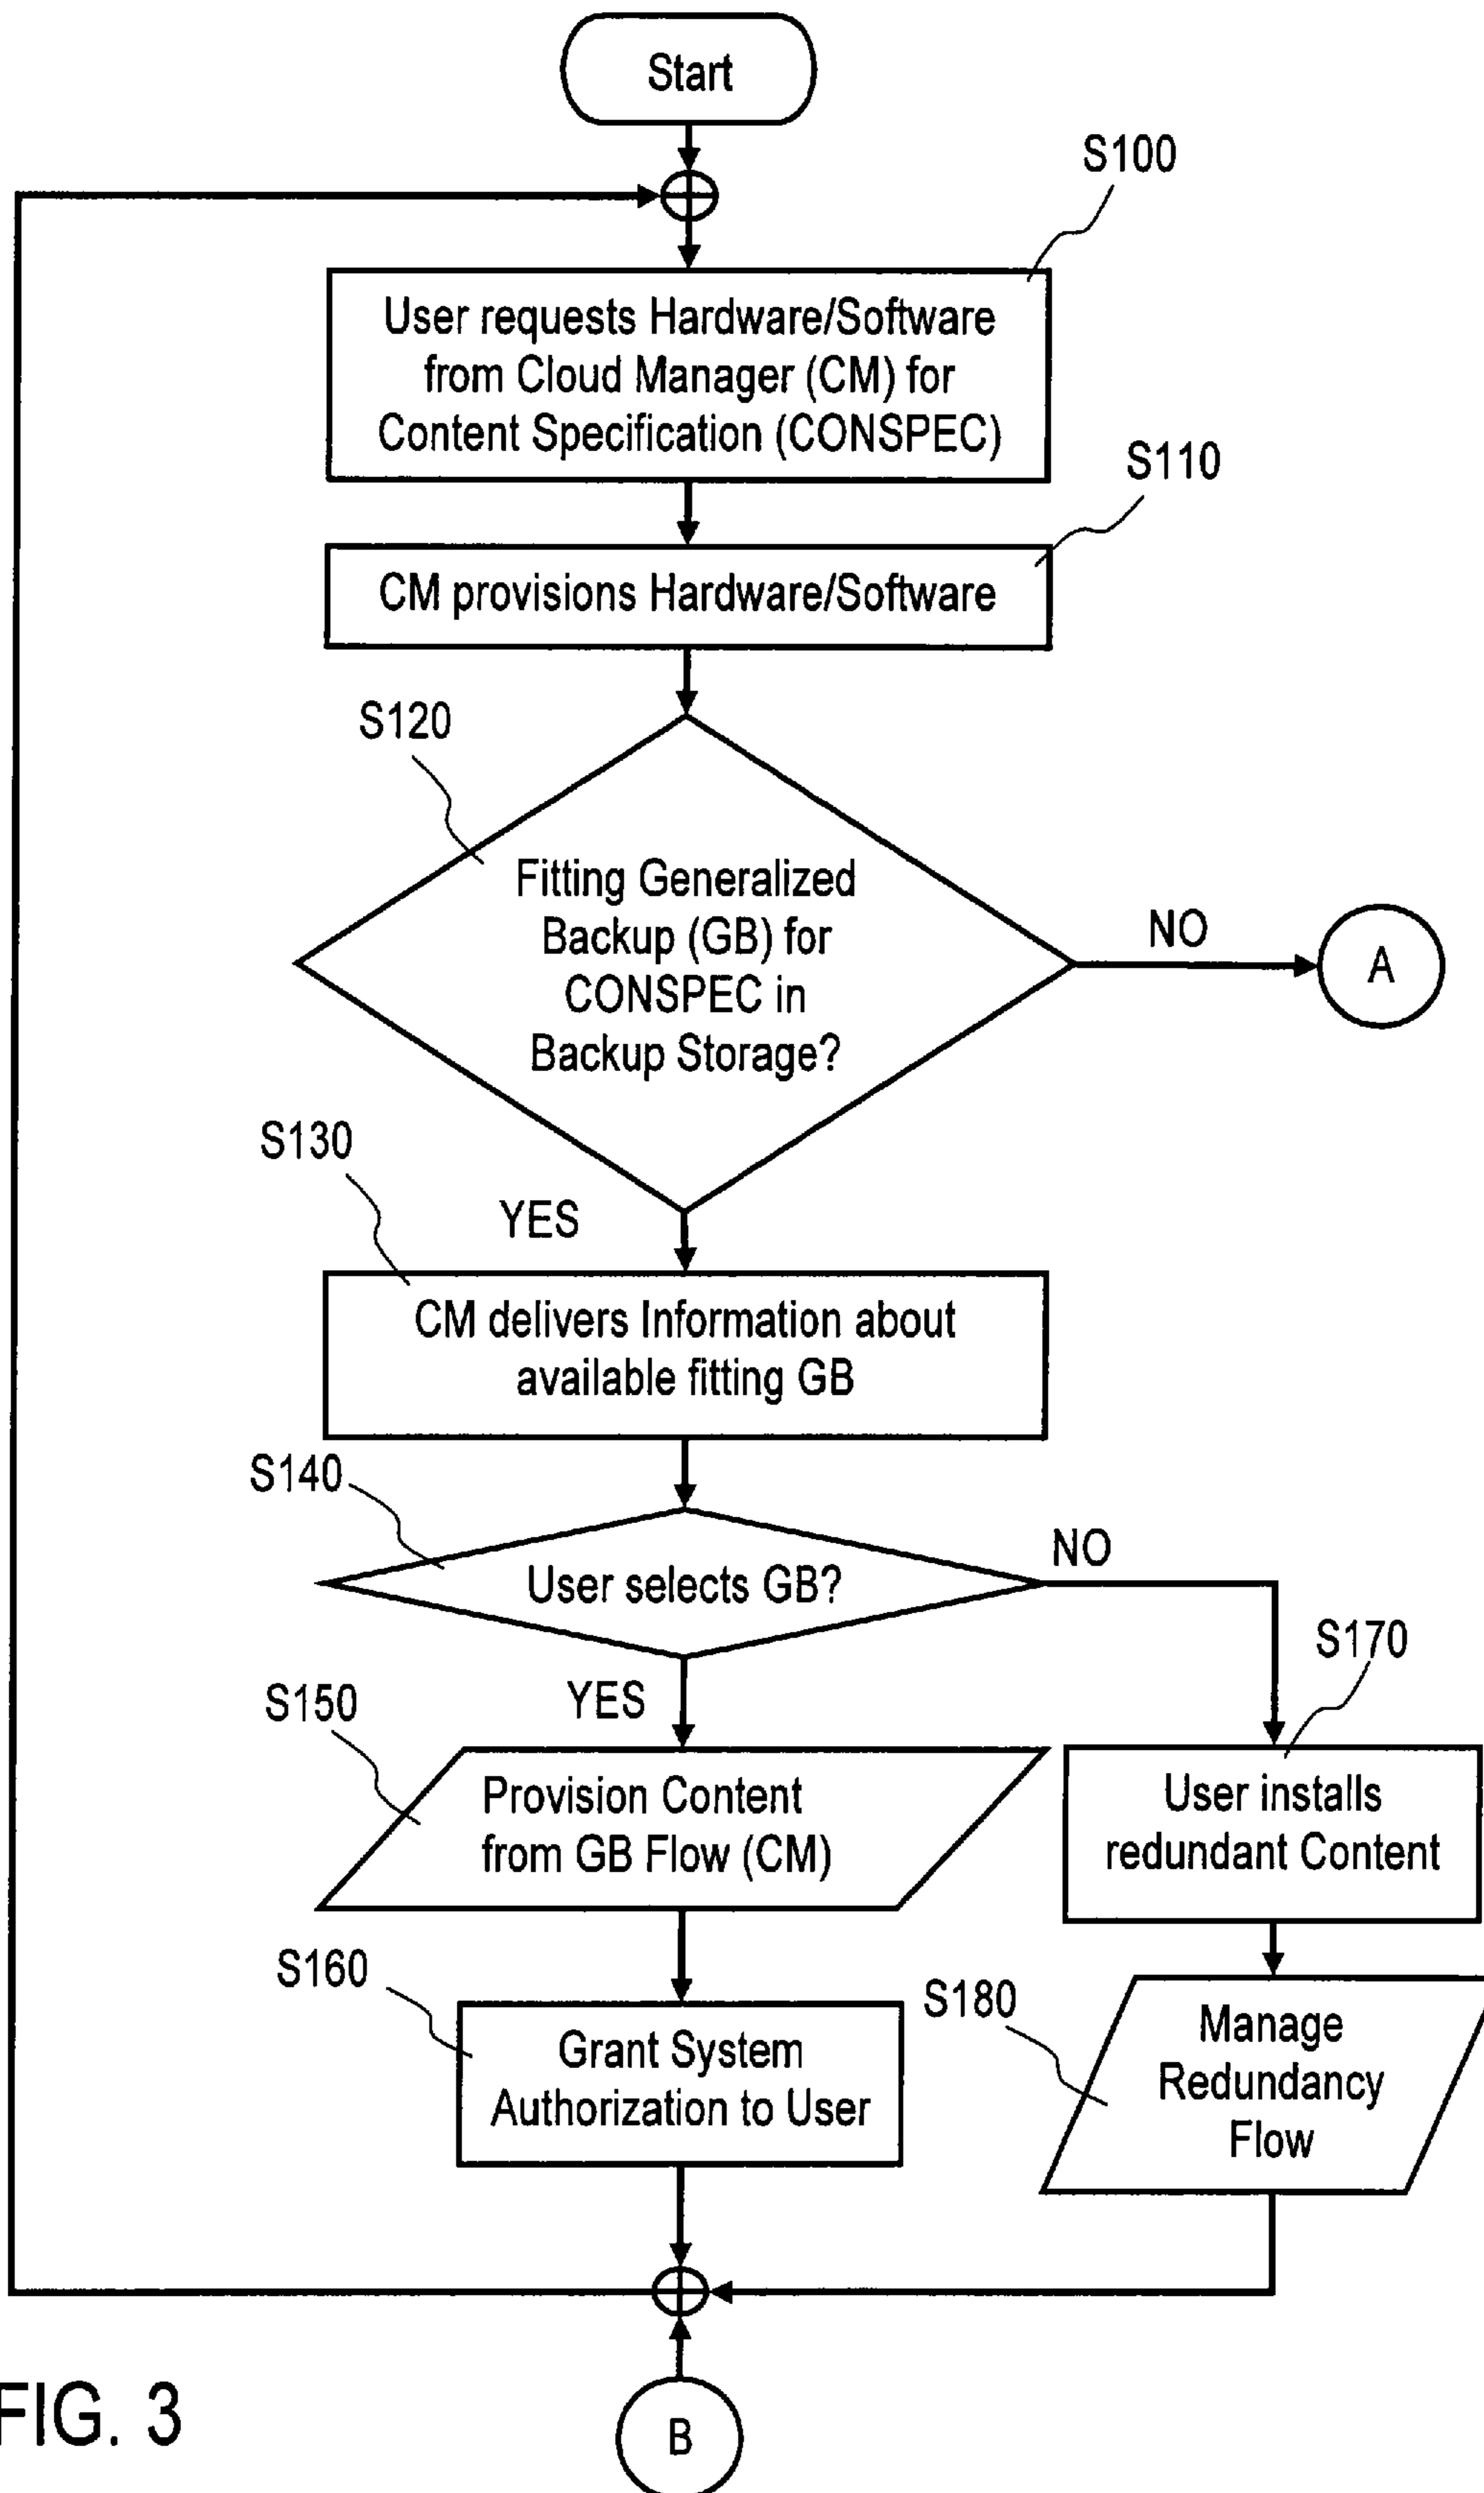 Start
S100
User requests Hardware/Software
from Cloud Manager (CM) for
Content Specification (CONSPEC)
S110
CM provisions Hardware/Software
S120
Fitting Generalized
Backup (GB) for
CONSPEC in
Backup Storage?
NO
A
S130
YES
CM delivers Information about
available fitting GB
S140
User selects GB?
NO
S170
S150
YES
Provision Content
from GB Flow (CM)
User installs
redundant Content
S160
Grant System
Authorization to User
S180
Manage
Redundancy
Flow
FIG. 3
B